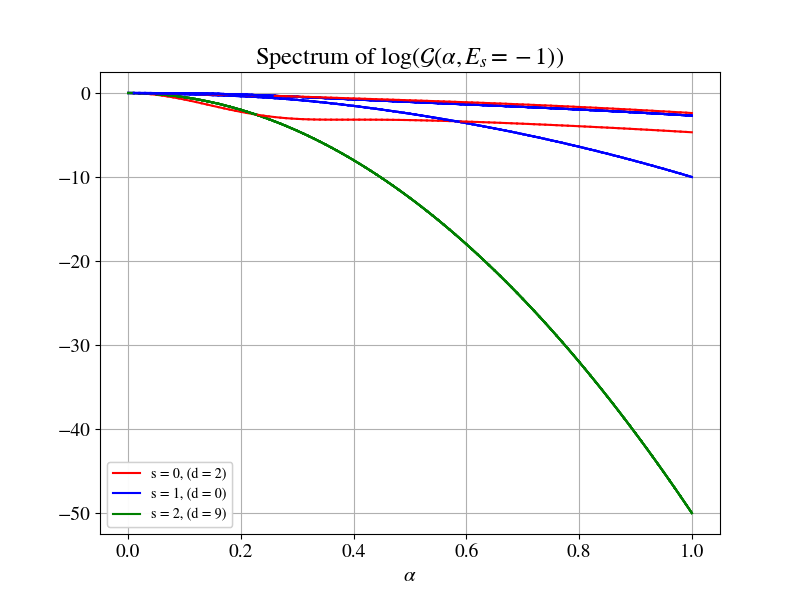 Spectrum of log(𝒢(α, E_s = −1))
0
−10
−20
−30
−40
−50
s = 0, (d = 2)
s = 1, (d = 0)
s = 2, (d = 9)
0.0 0.2 0.4 0.6 0.8 1.0
α